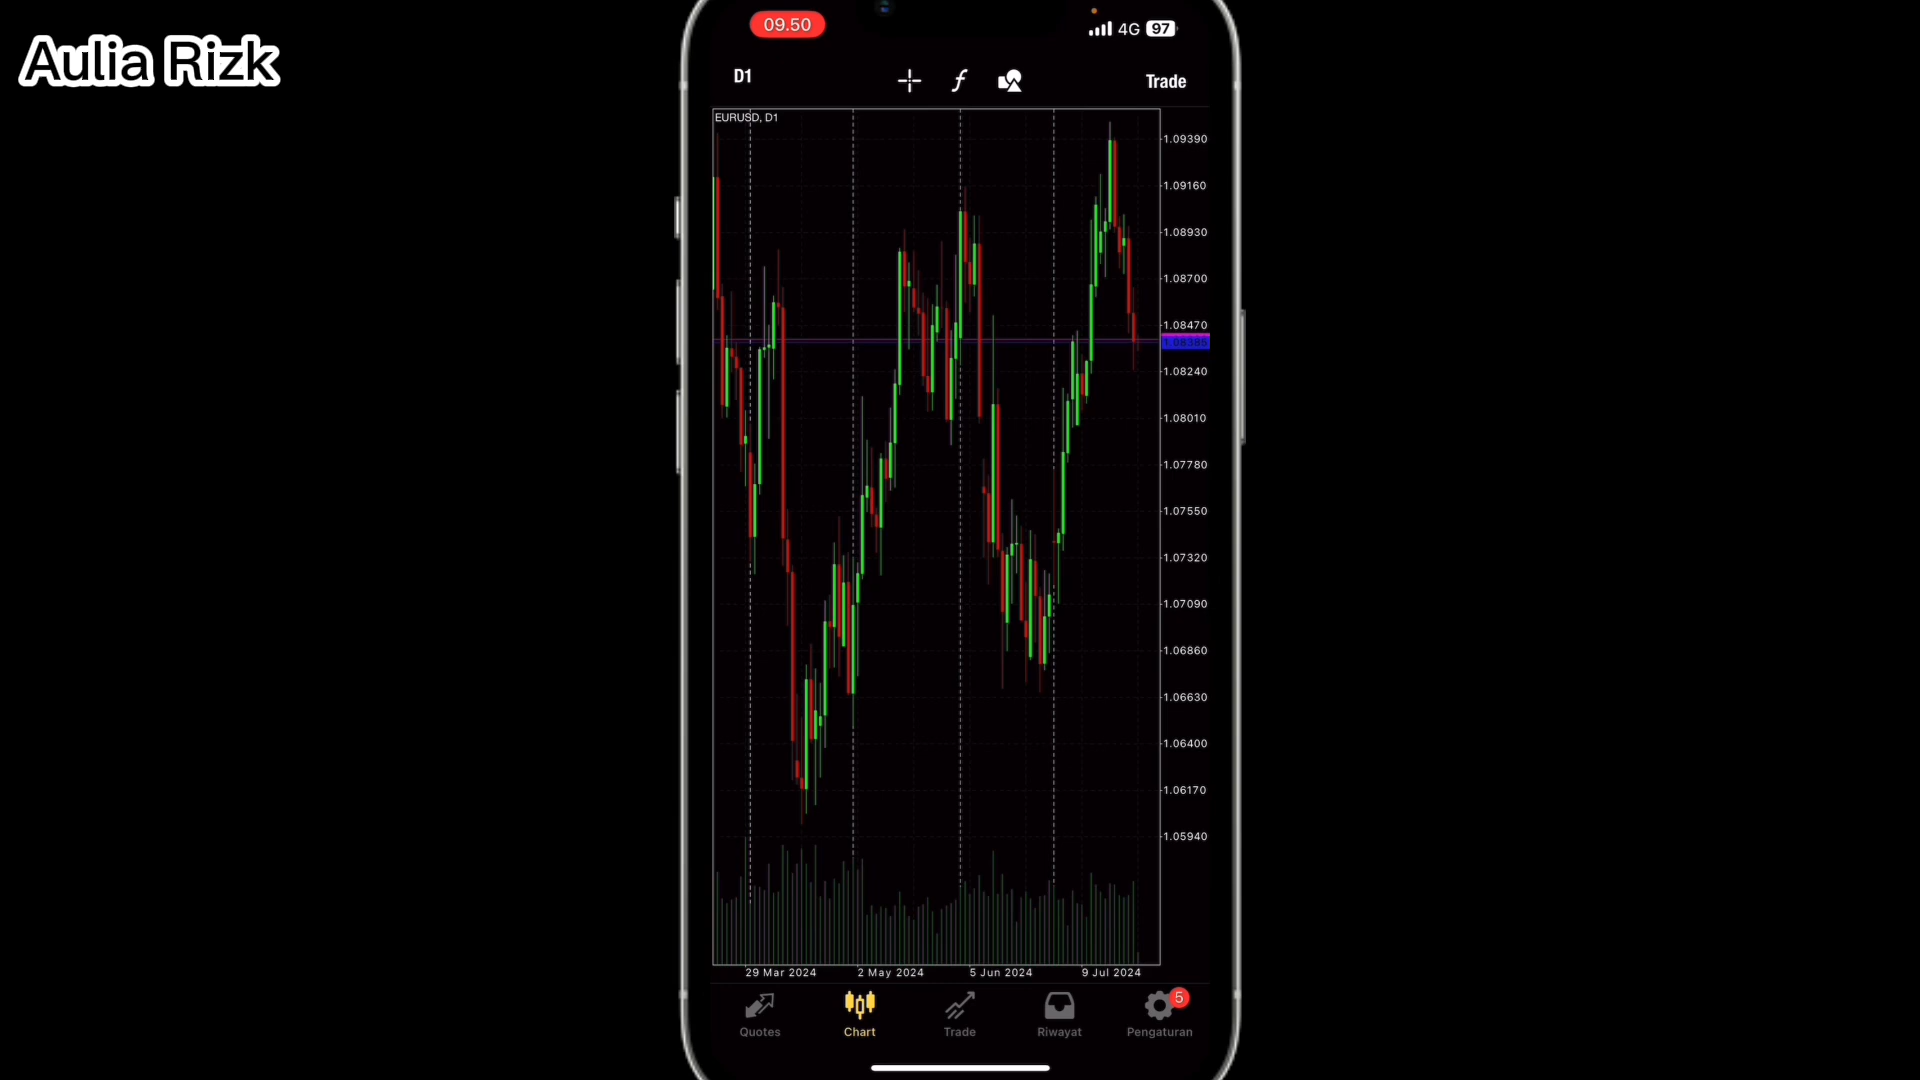 Aulia Rizk
09.50
4G 97
D1
Trade
EURUSD, D1
1.09390
1.09160
1.08930
1.08700
1.08470
1.08385
1.08240
1.08010
1.07780
1.07550
1.07320
1.07090
1.06860
1.06630
1.06400
1.06170
1.05940
29 Mar 2024 2 May 2024 5 Jun 2024 9 Jul 2024
5
Quotes Chart Trade Riwayat Pengaturan